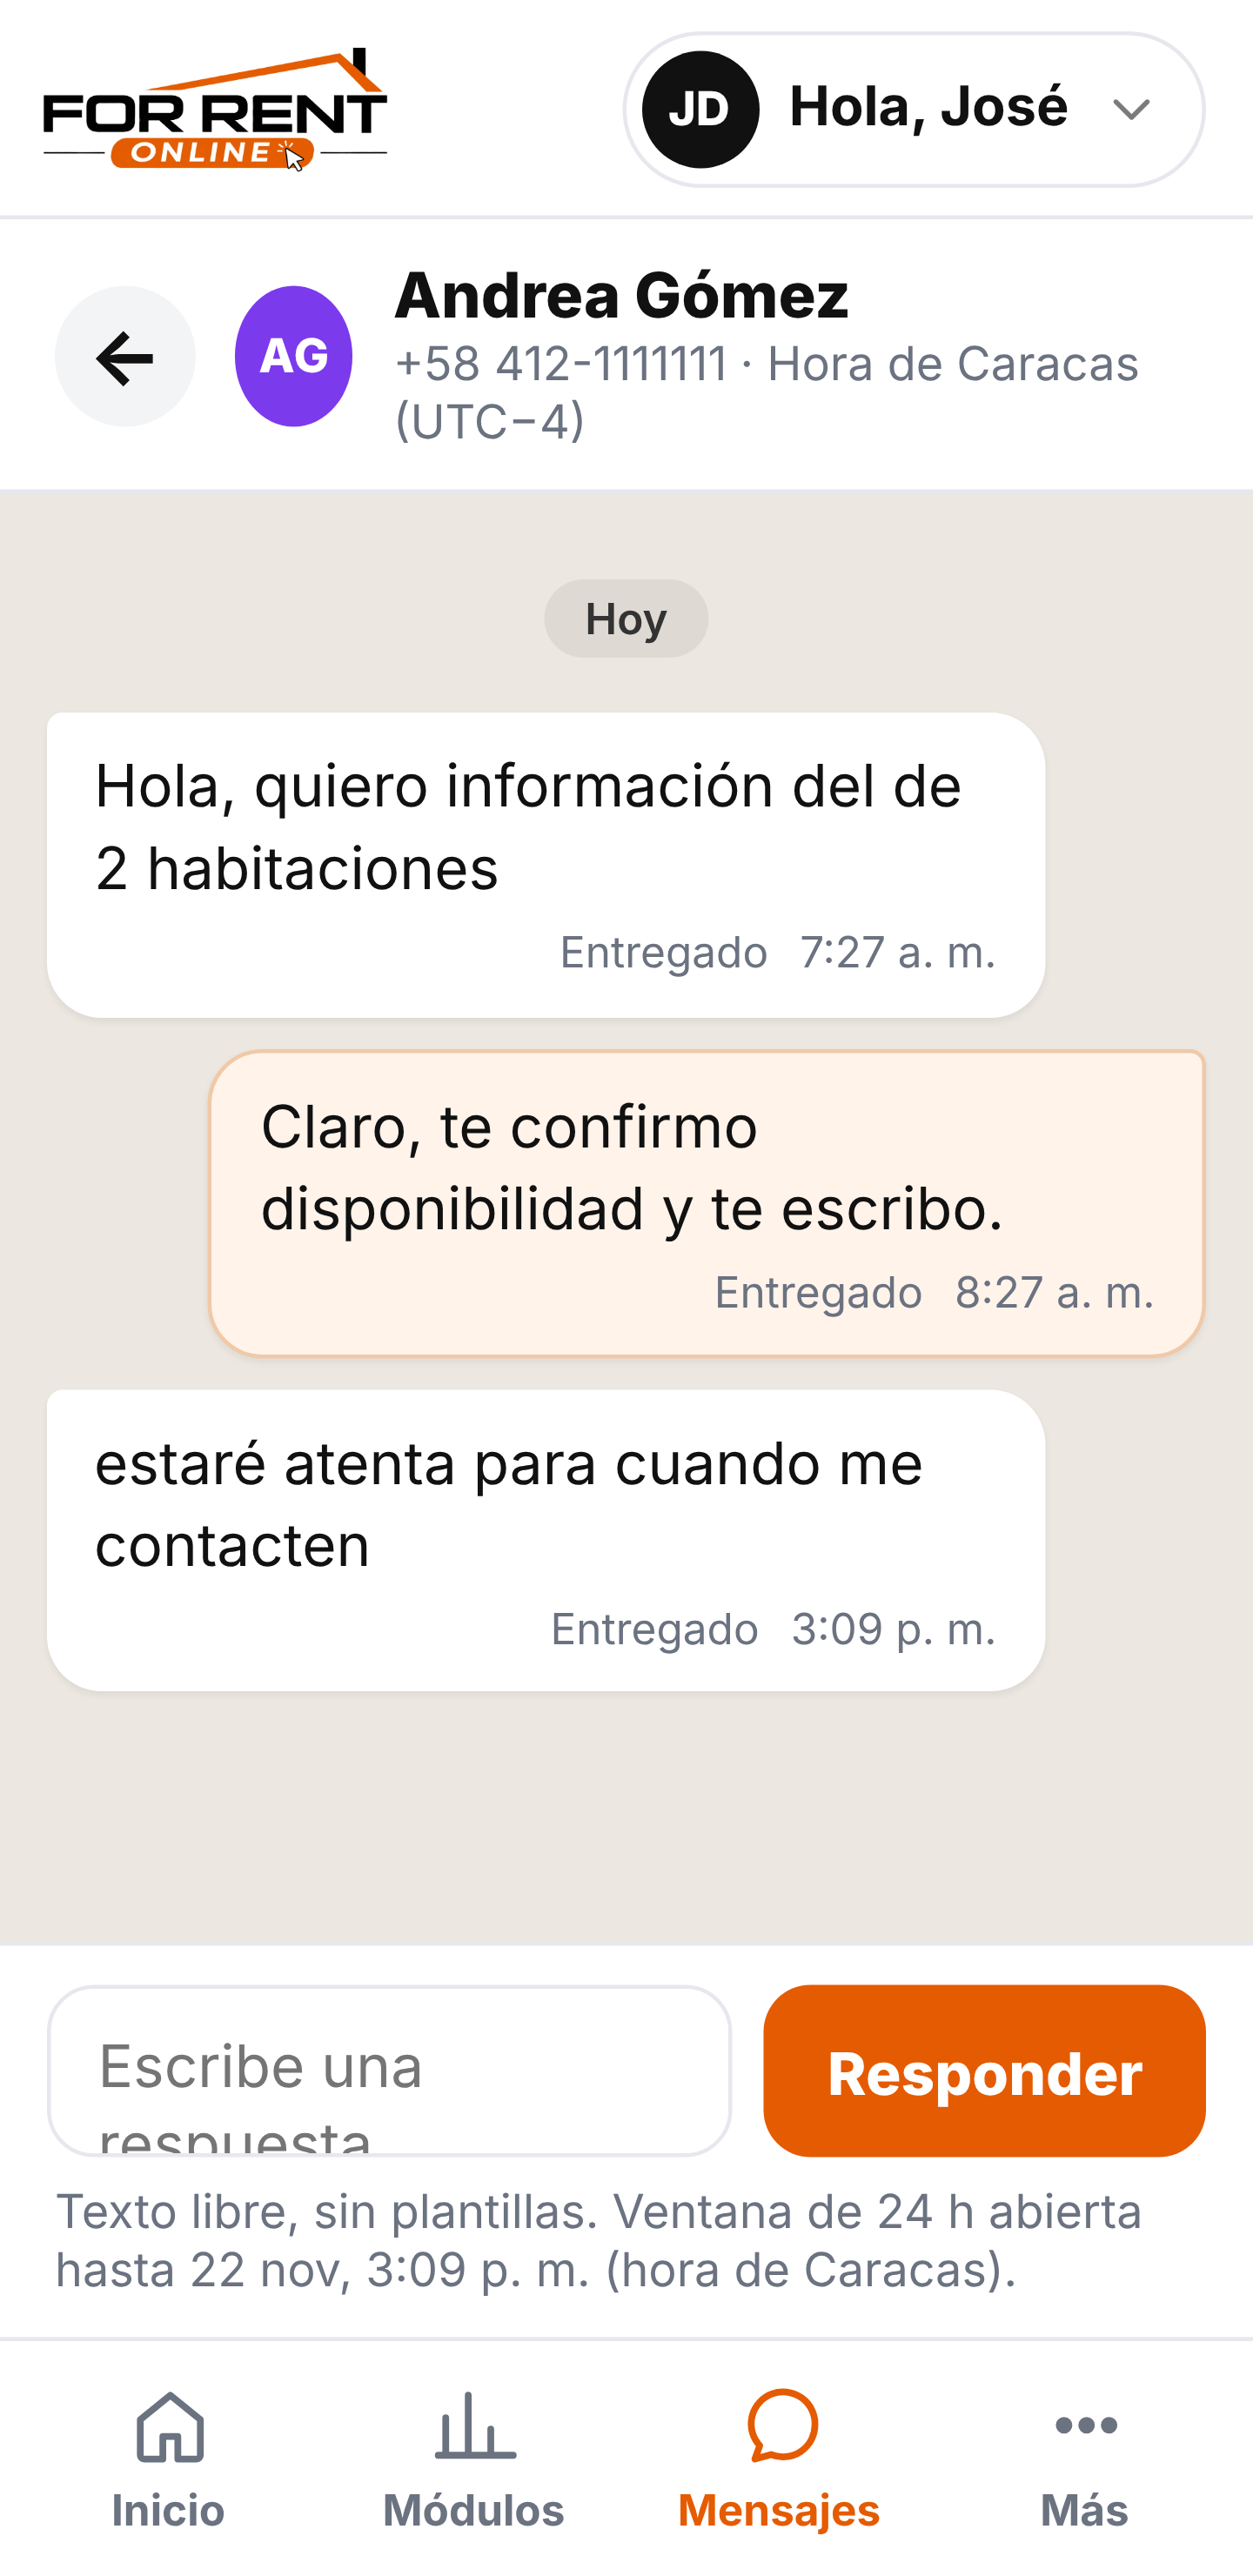 FOR RENT
ONLINE
JD
Hola, José
AG
Andrea Gómez
+58 412-1111111 · Hora de Caracas
(UTC−4)
Hoy
Hola, quiero información del de
2 habitaciones
Entregado 7:27 a. m.
Claro, te confirmo
disponibilidad y te escribo.
Entregado 8:27 a. m.
estaré atenta para cuando me
contacten
Entregado 3:09 p. m.
Escribe una
respuesta
Responder
Texto libre, sin plantillas. Ventana de 24 h abierta
hasta 22 nov, 3:09 p. m. (hora de Caracas).
Inicio
Módulos
Mensajes
Más